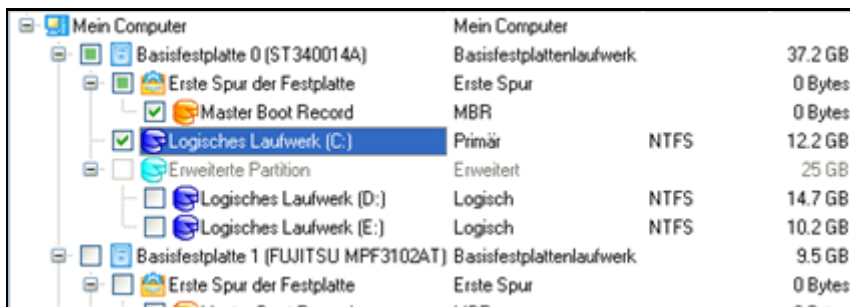 Mein Computer Mein Computer
Basisfestplatte 0 (ST340014A) Basisfestplattenlaufwerk 37.2 GB
Erste Spur der Festplatte Erste Spur 0 Bytes
Master Boot Record MBR 0 Bytes
Logisches Laufwerk (C:) Primär NTFS 12.2 GB
Erweiterte Partition Erweitert 25 GB
Logisches Laufwerk (D:) Logisch NTFS 14.7 GB
Logisches Laufwerk (E:) Logisch NTFS 10.2 GB
Basisfestplatte 1 (FUJITSU MPF3102AT) Basisfestplattenlaufwerk 9.5 GB
Erste Spur der Festplatte Erste Spur 0 Bytes